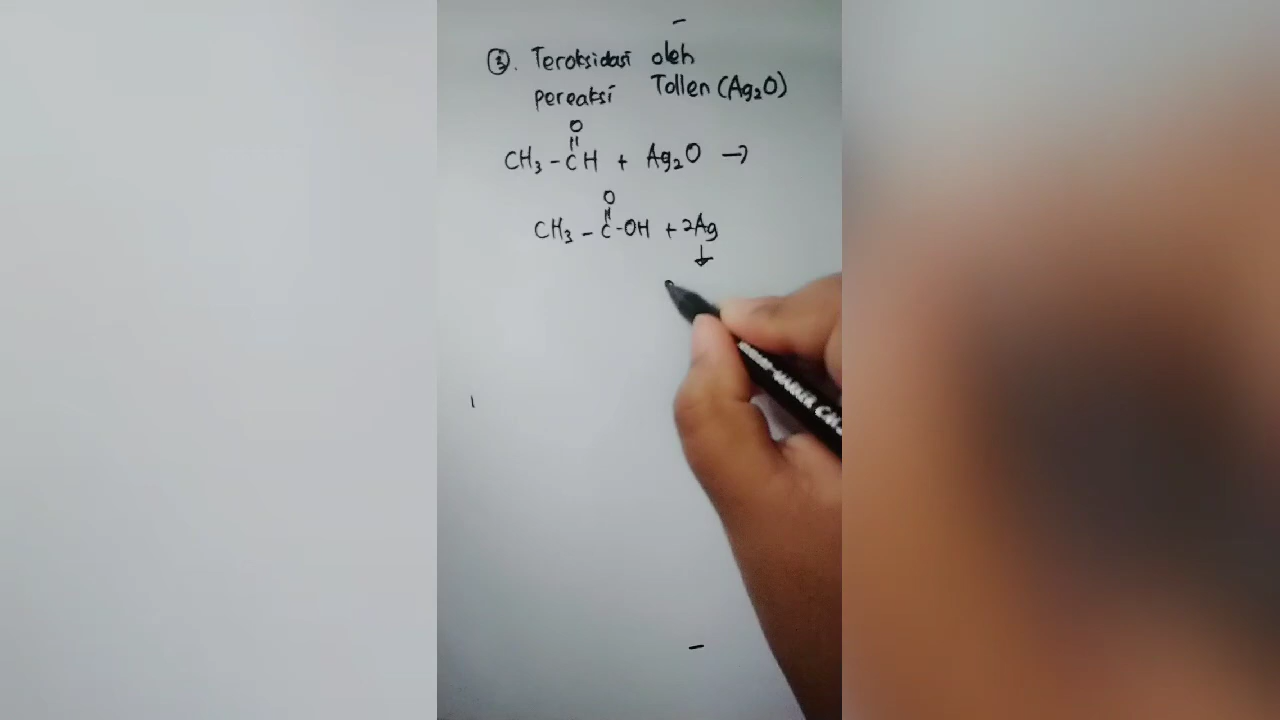 ③. Teroksidasi oleh
pereaksi Tollen (Ag₂O)
O
||
CH₃ - CH + Ag₂O →
O
||
CH₃ - C - OH + 2Ag
↓